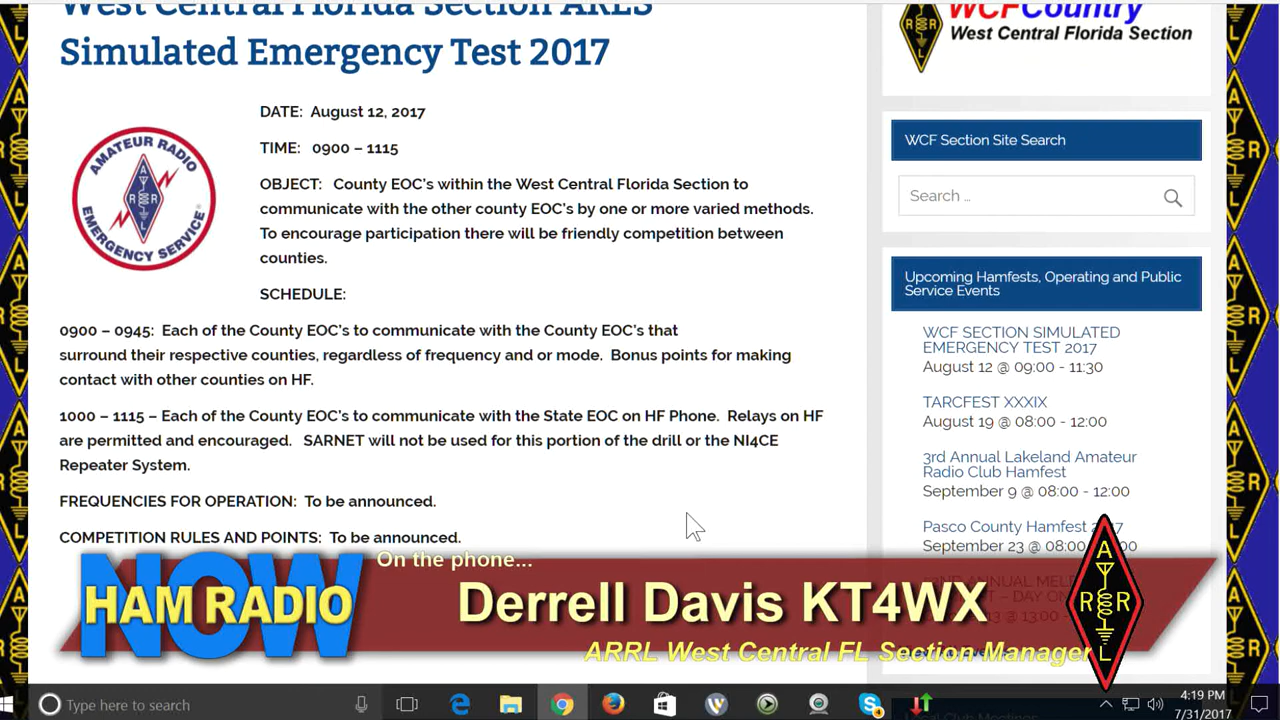 West Central Florida Section ARES
Simulated Emergency Test 2017
AMATEUR RADIO
EMERGENCY SERVICE
A
R R
L
DATE: August 12, 2017
TIME: 0900 – 1115
OBJECT: County EOC's within the West Central Florida Section to
communicate with the other county EOC's by one or more varied methods.
To encourage participation there will be friendly competition between
counties.
SCHEDULE:
0900 – 0945: Each of the County EOC's to communicate with the County EOC's that
surround their respective counties, regardless of frequency and/or mode. Bonus points for making
contact with other counties on HF.
1000 – 1115 – Each of the County EOC's to communicate with the State EOC on HF Phone. Relays on HF
are permitted and encouraged. SARNET will not be used for this portion of the drill or the NI4CE
Repeater System.
FREQUENCIES FOR OPERATION: To be announced.
COMPETITION RULES AND POINTS: To be announced.
WCFCountry
West Central Florida Section
WCF Section Site Search
Search …
Upcoming Hamfests, Operating and Public
Service Events
WCF SECTION SIMULATED
EMERGENCY TEST 2017
August 12 @ 09:00 - 11:30
TARCFEST XXXIX
August 19 @ 08:00 - 12:00
3rd Annual Lakeland Amateur
Radio Club Hamfest
September 9 @ 08:00 - 12:00
Pasco County Hamfest
September 23 @ 08:00
On the phone...
NOW
HAM RADIO
Derrell Davis KT4WX
ARRL West Central FL Section Manager
A
R R
L
Type here to search
4:19 PM
7/31/2017